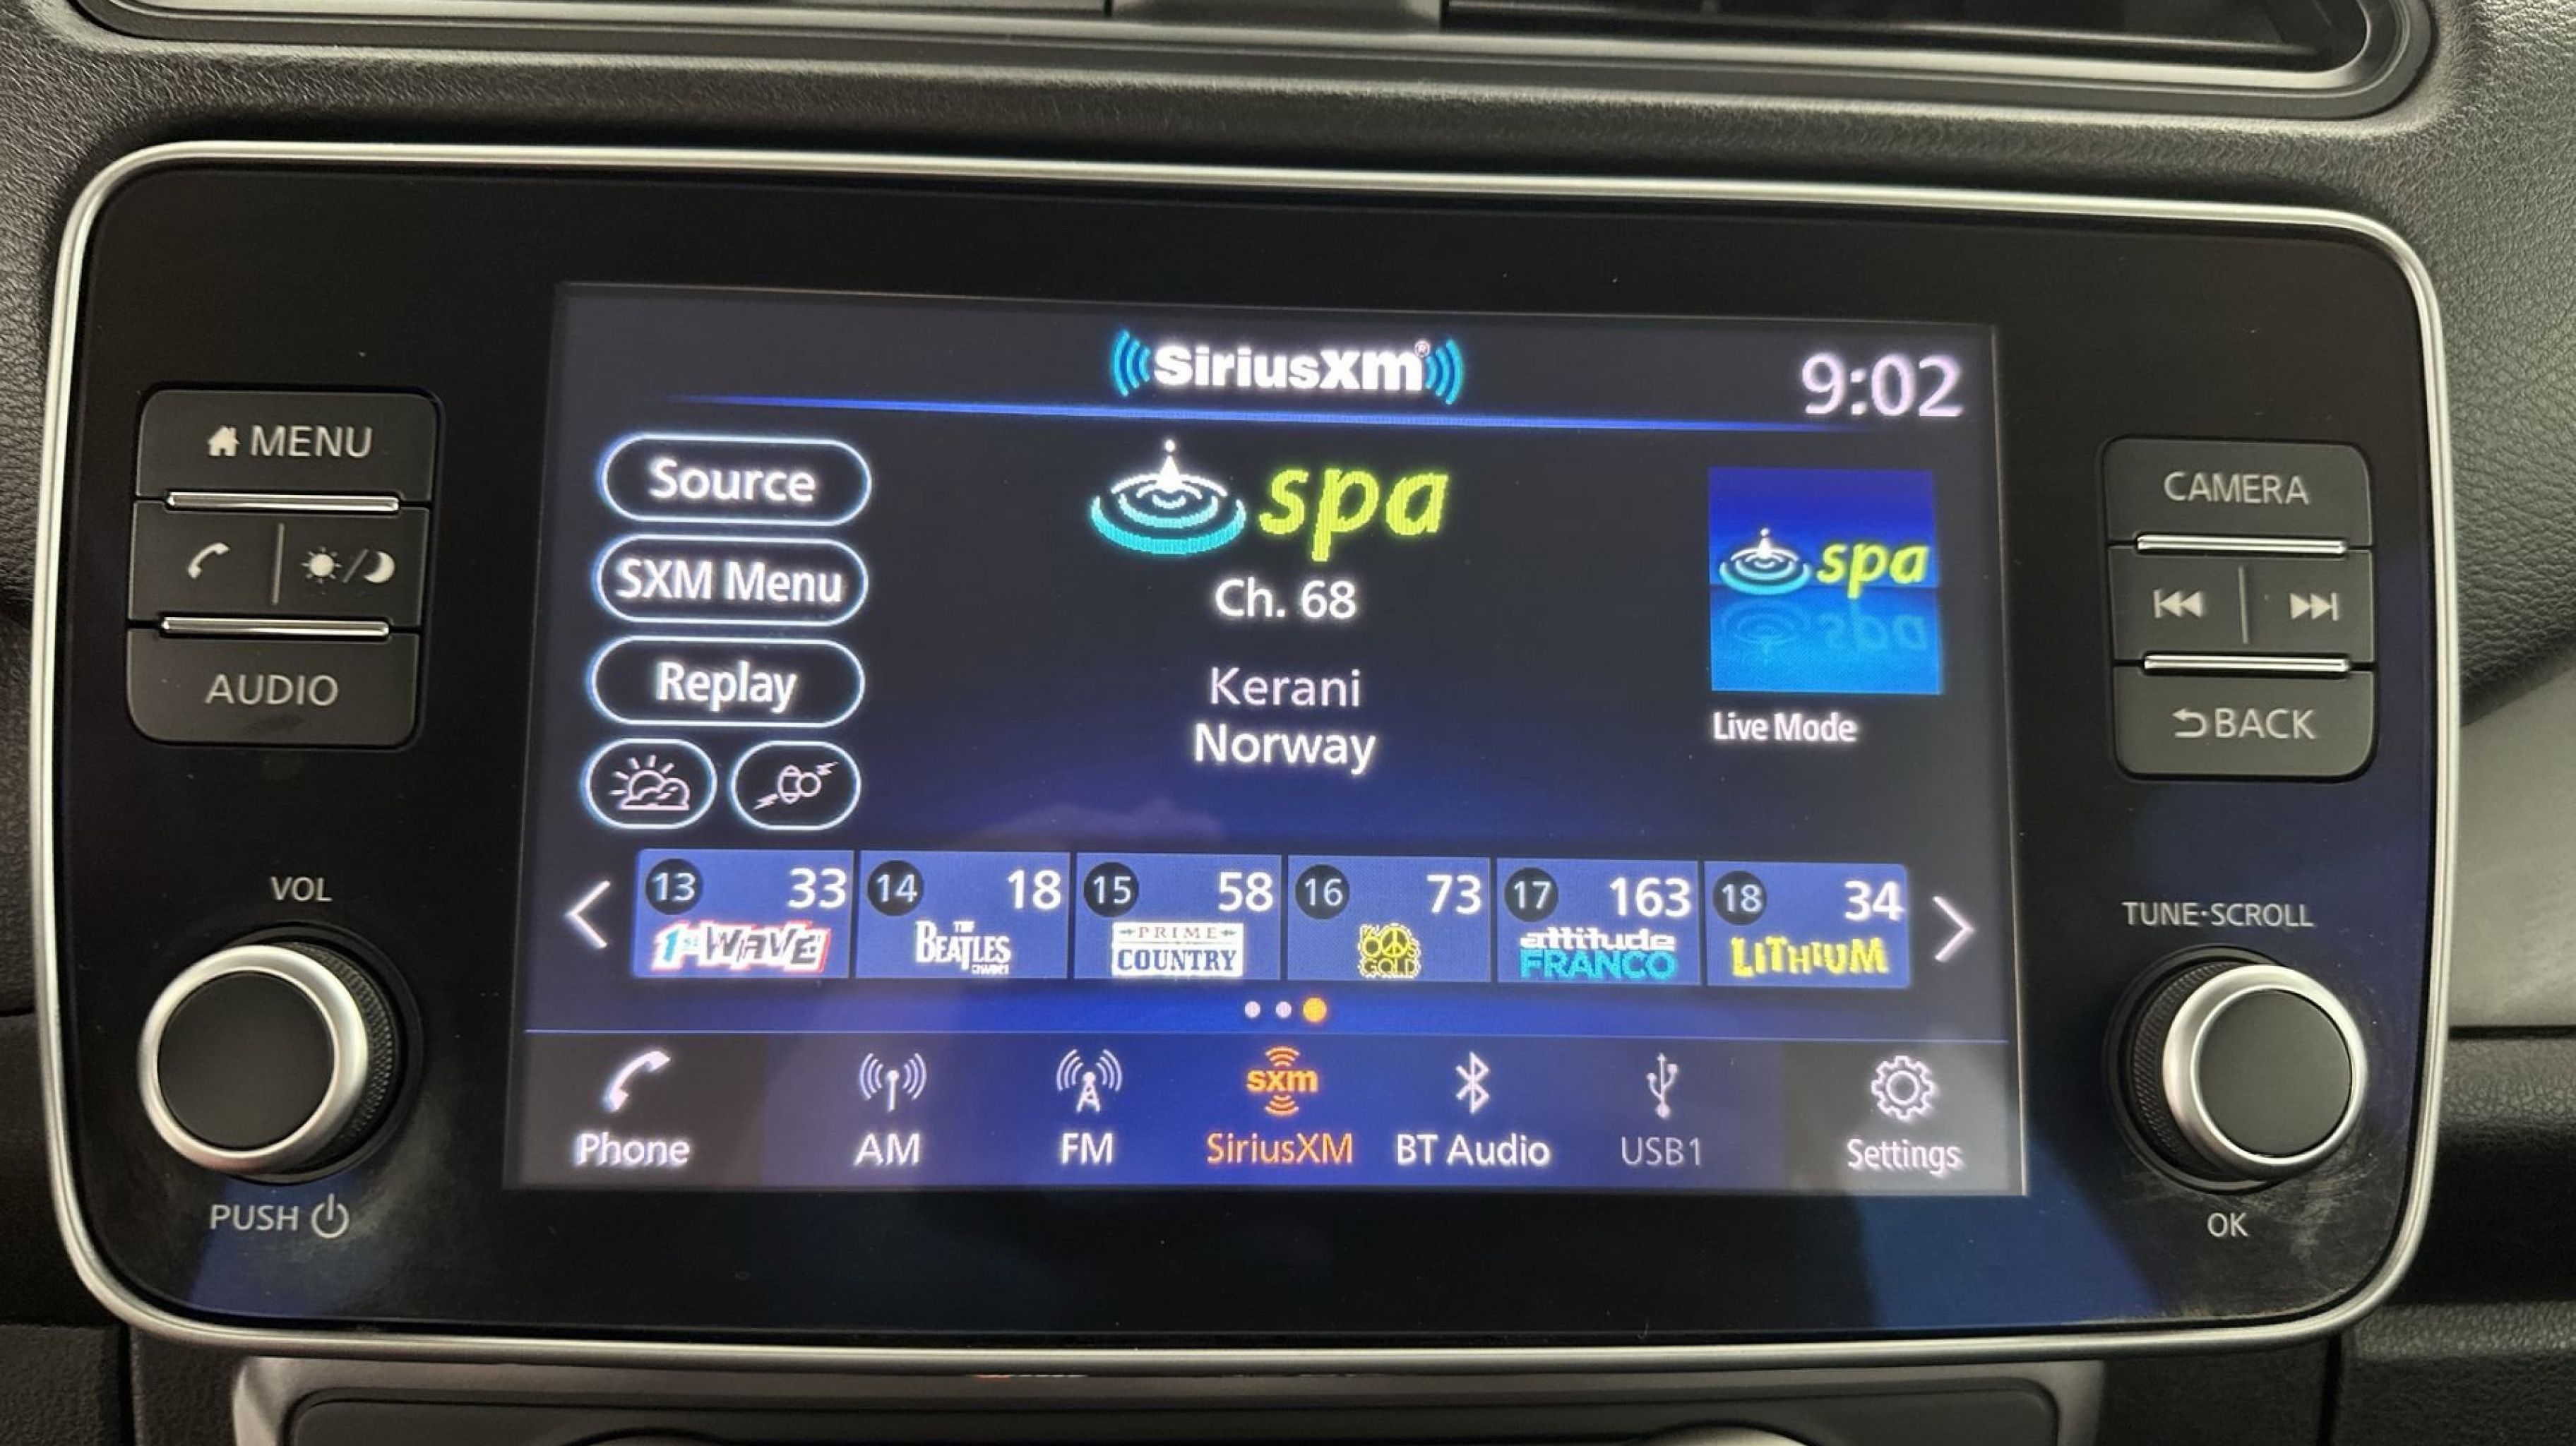 SiriusXM®
9:02
MENU
AUDIO
VOL
PUSH
Source
SXM Menu
Replay
spa
Ch. 68
Kerani
Norway
spa
Live Mode
CAMERA
BACK
TUNE·SCROLL
OK
13 33
1st WAVE
14 18
THE
BEATLES
15 58
PRIME
COUNTRY
16 73
60s
GOLD
17 163
attitude
FRANCO
18 34
LITHIUM
sxm
Phone
AM
FM
SiriusXM
BT Audio
USB1
Settings